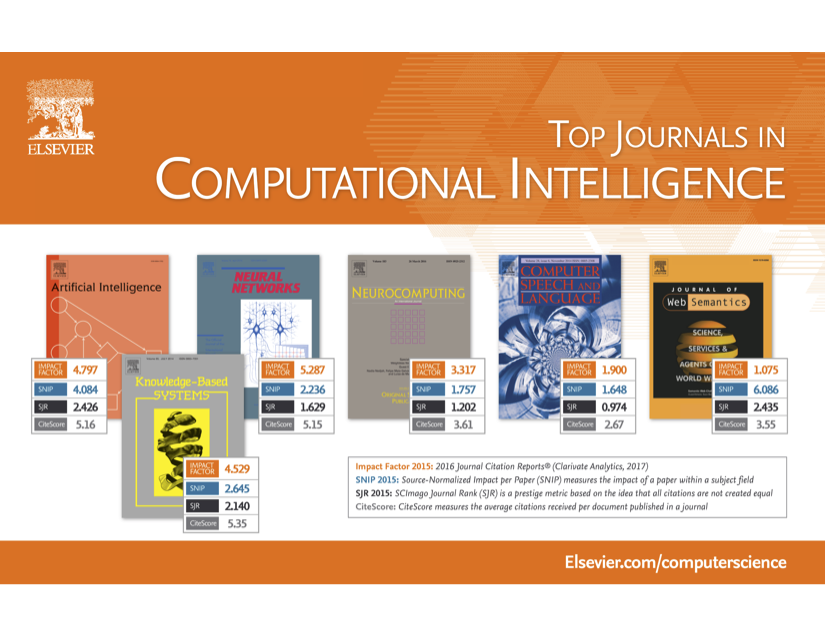 ELSEVIER
TOP JOURNALS IN
COMPUTATIONAL INTELLIGENCE
Artificial Intelligence
IMPACT FACTOR 4.797
SNIP 4.084
SJR 2.426
CiteScore 5.16
Knowledge-Based
SYSTEMS
IMPACT FACTOR 4.529
SNIP 2.645
SJR 2.140
CiteScore 5.35
NEURAL
NETWORKS
IMPACT FACTOR 5.287
SNIP 2.236
SJR 1.629
CiteScore 5.15
NEUROCOMPUTING
IMPACT FACTOR 3.317
SNIP 1.757
SJR 1.202
CiteScore 3.61
COMPUTER
SPEECH AND
LANGUAGE
IMPACT FACTOR 1.900
SNIP 1.648
SJR 0.974
CiteScore 2.67
JOURNAL OF
Web Semantics
SCIENCE,
SERVICES &
AGENTS
WORLD
IMPACT FACTOR 1.075
SNIP 6.086
SJR 2.435
CiteScore 3.55
Impact Factor 2015: 2016 Journal Citation Reports® (Clarivate Analytics, 2017)
SNIP 2015: Source-Normalized Impact per Paper (SNIP) measures the impact of a paper within a subject field
SJR 2015: SCImago Journal Rank (SJR) is a prestige metric based on the idea that all citations are not created equal
CiteScore: CiteScore measures the average citations received per document published in a journal
Elsevier.com/computerscience